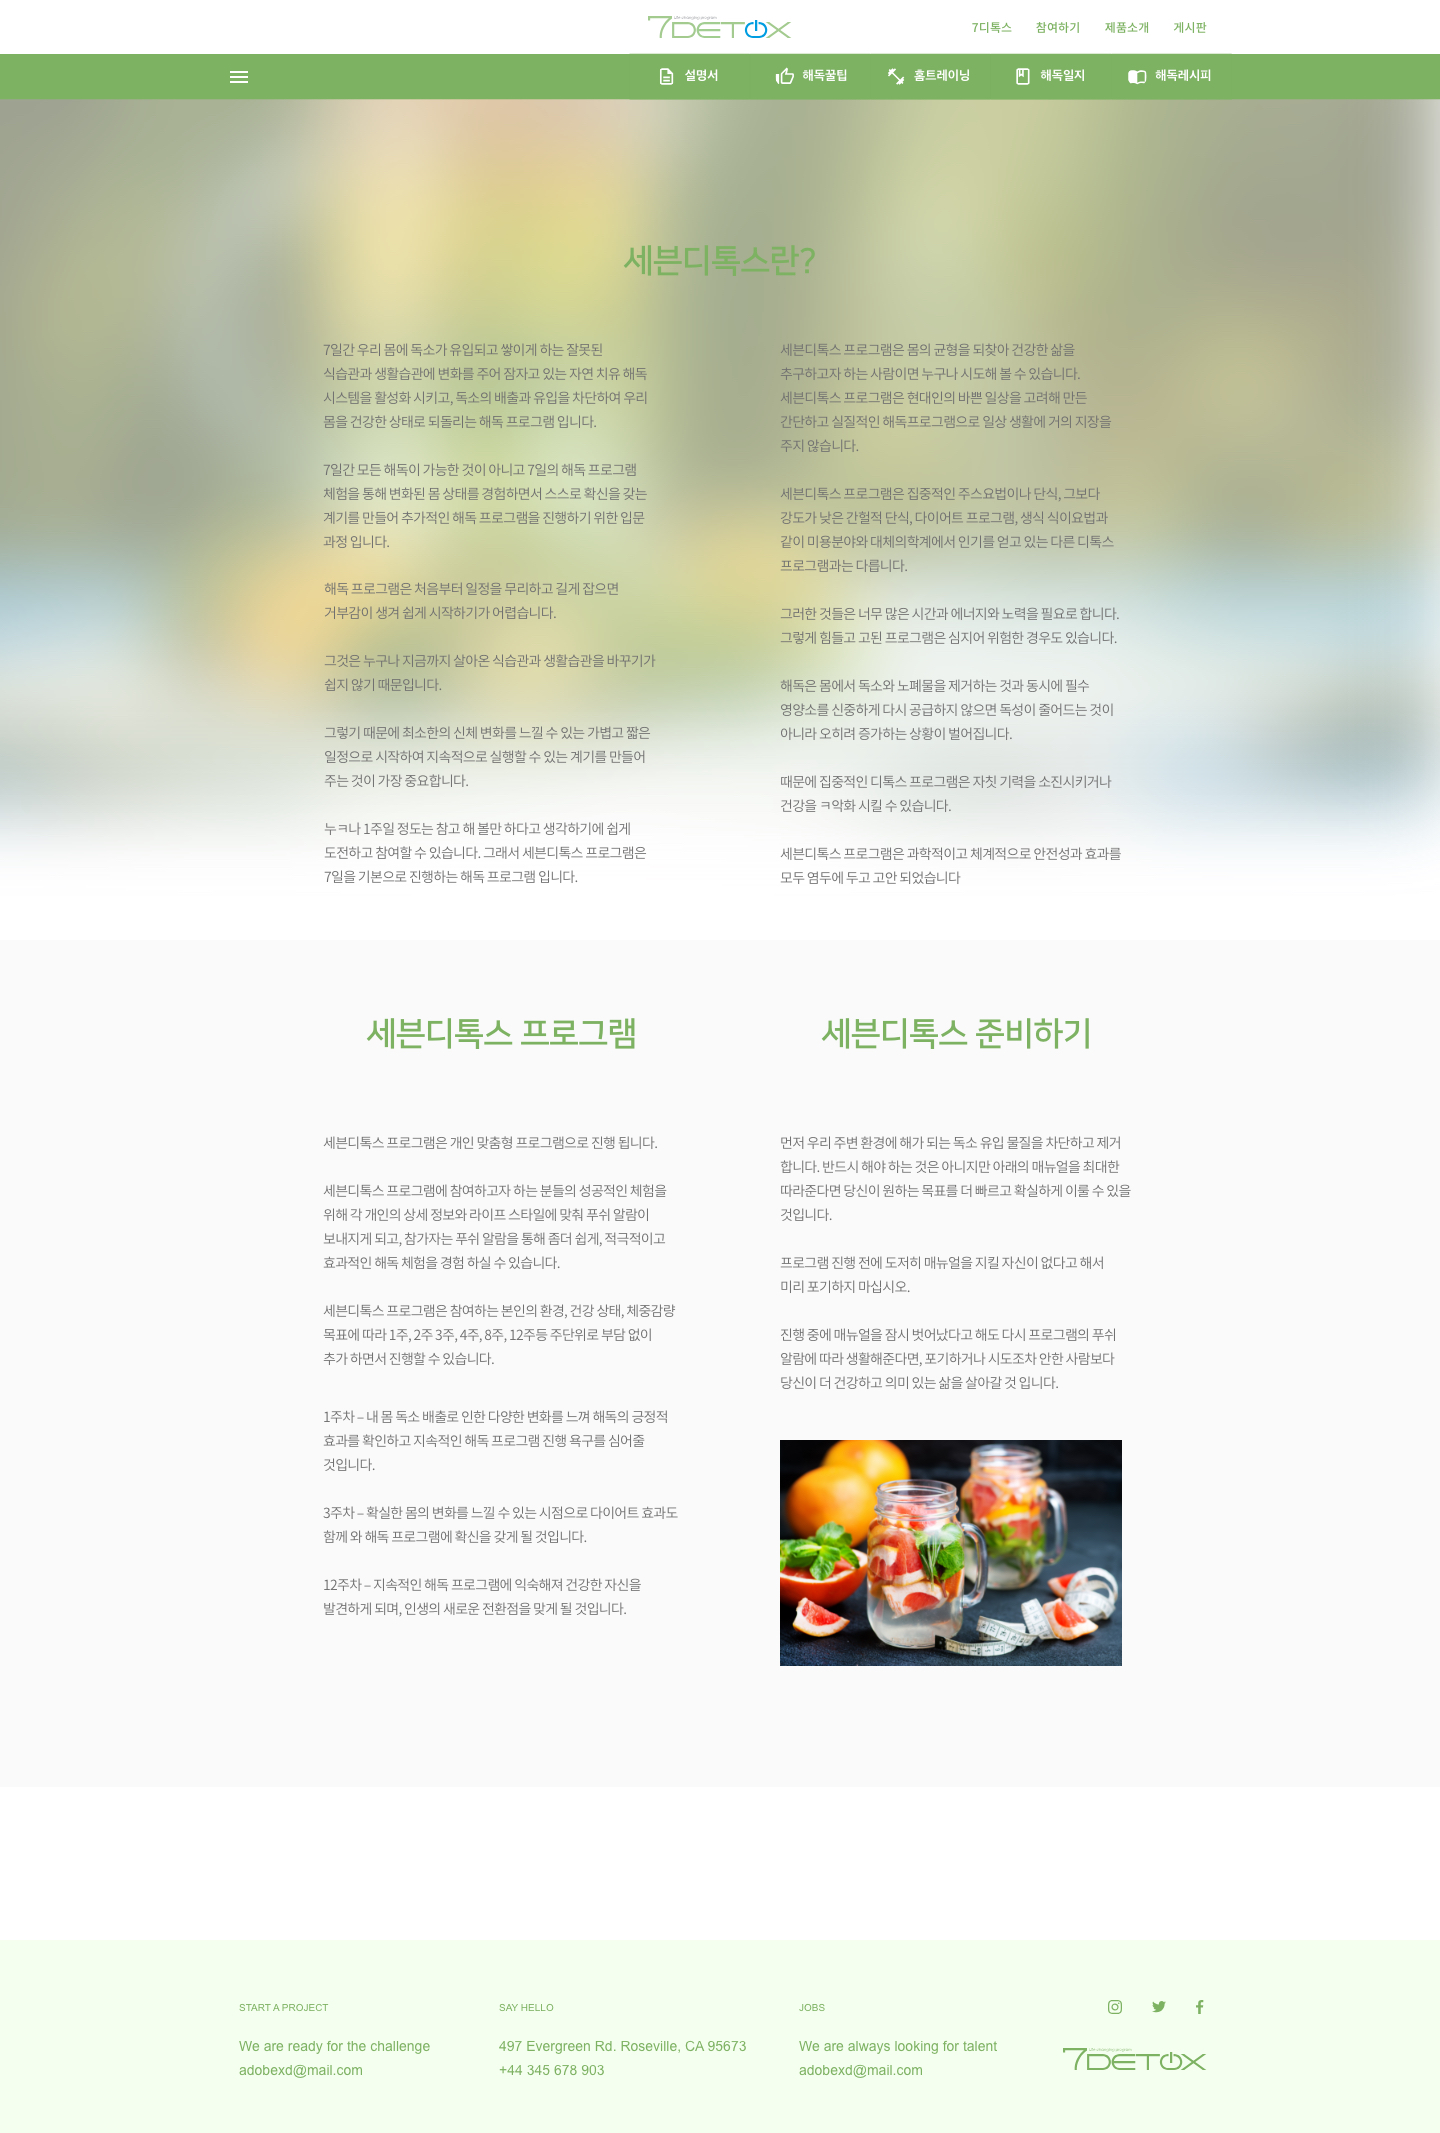 7DETOX
7디톡스
참여하기
제품소개
게시판
설명서
해독꿀팁
홈트레이닝
해독일지
해독레시피
세븐디톡스란?
7일간 우리 몸에 독소가 유입되고 쌓이게 하는 잘못된
식습관과 생활습관에 변화를 주어 잠자고 있는 자연 치유 해독
시스템을 활성화 시키고, 독소의 배출과 유입을 차단하여 우리
몸을 건강한 상태로 되돌리는 해독 프로그램 입니다.
7일간 모든 해독이 가능한 것이 아니고 7일의 해독 프로그램
체험을 통해 변화된 몸 상태를 경험하면서 스스로 확신을 갖는
계기를 만들어 추가적인 해독 프로그램을 진행하기 위한 입문
과정 입니다.
해독 프로그램은 처음부터 일정을 무리하고 길게 잡으면
거부감이 생겨 쉽게 시작하기가 어렵습니다.
그것은 누구나 지금까지 살아온 식습관과 생활습관을 바꾸기가
쉽지 않기 때문입니다.
그렇기 때문에 최소한의 신체 변화를 느낄 수 있는 가볍고 짧은
일정으로 시작하여 지속적으로 실행할 수 있는 계기를 만들어
주는 것이 가장 중요합니다.
누ㅋ나 1주일 정도는 참고 해 볼만 하다고 생각하기에 쉽게
도전하고 참여할 수 있습니다. 그래서 세븐디톡스 프로그램은
7일을 기본으로 진행하는 해독 프로그램 입니다.
세븐디톡스 프로그램은 몸의 균형을 되찾아 건강한 삶을
추구하고자 하는 사람이면 누구나 시도해 볼 수 있습니다.
세븐디톡스 프로그램은 현대인의 바쁜 일상을 고려해 만든
간단하고 실질적인 해독프로그램으로 일상 생활에 거의 지장을
주지 않습니다.
세븐디톡스 프로그램은 집중적인 주스요법이나 단식, 그보다
강도가 낮은 간헐적 단식, 다이어트 프로그램, 생식 식이요법과
같이 미용분야와 대체의학계에서 인기를 얻고 있는 다른 디톡스
프로그램과는 다릅니다.
그러한 것들은 너무 많은 시간과 에너지와 노력을 필요로 합니다.
그렇게 힘들고 고된 프로그램은 심지어 위험한 경우도 있습니다.
해독은 몸에서 독소와 노폐물을 제거하는 것과 동시에 필수
영양소를 신중하게 다시 공급하지 않으면 독성이 줄어드는 것이
아니라 오히려 증가하는 상황이 벌어집니다.
때문에 집중적인 디톡스 프로그램은 자칫 기력을 소진시키거나
건강을 ㅋ악화 시킬 수 있습니다.
세븐디톡스 프로그램은 과학적이고 체계적으로 안전성과 효과를
모두 염두에 두고 고안 되었습니다
세븐디톡스 프로그램
세븐디톡스 프로그램은 개인 맞춤형 프로그램으로 진행 됩니다.
세븐디톡스 프로그램에 참여하고자 하는 분들의 성공적인 체험을
위해 각 개인의 상세 정보와 라이프 스타일에 맞춰 푸쉬 알람이
보내지게 되고, 참가자는 푸쉬 알람을 통해 좀더 쉽게, 적극적이고
효과적인 해독 체험을 경험 하실 수 있습니다.
세븐디톡스 프로그램은 참여하는 본인의 환경, 건강 상태, 체중감량
목표에 따라 1주, 2주 3주, 4주, 8주, 12주등 주단위로 부담 없이
추가 하면서 진행할 수 있습니다.
1주차 – 내 몸 독소 배출로 인한 다양한 변화를 느껴 해독의 긍정적
효과를 확인하고 지속적인 해독 프로그램 진행 욕구를 심어줄
것입니다.
3주차 – 확실한 몸의 변화를 느낄 수 있는 시점으로 다이어트 효과도
함께 와 해독 프로그램에 확신을 갖게 될 것입니다.
12주차 – 지속적인 해독 프로그램에 익숙해져 건강한 자신을
발견하게 되며, 인생의 새로운 전환점을 맞게 될 것입니다.
세븐디톡스 준비하기
먼저 우리 주변 환경에 해가 되는 독소 유입 물질을 차단하고 제거
합니다. 반드시 해야 하는 것은 아니지만 아래의 매뉴얼을 최대한
따라준다면 당신이 원하는 목표를 더 빠르고 확실하게 이룰 수 있을
것입니다.
프로그램 진행 전에 도저히 매뉴얼을 지킬 자신이 없다고 해서
미리 포기하지 마십시오.
진행 중에 매뉴얼을 잠시 벗어났다고 해도 다시 프로그램의 푸쉬
알람에 따라 생활해준다면, 포기하거나 시도조차 안한 사람보다
당신이 더 건강하고 의미 있는 삶을 살아갈 것 입니다.
START A PROJECT
We are ready for the challenge
adobexd@mail.com
SAY HELLO
497 Evergreen Rd. Roseville, CA 95673
+44 345 678 903
JOBS
We are always looking for talent
adobexd@mail.com
7DETOX